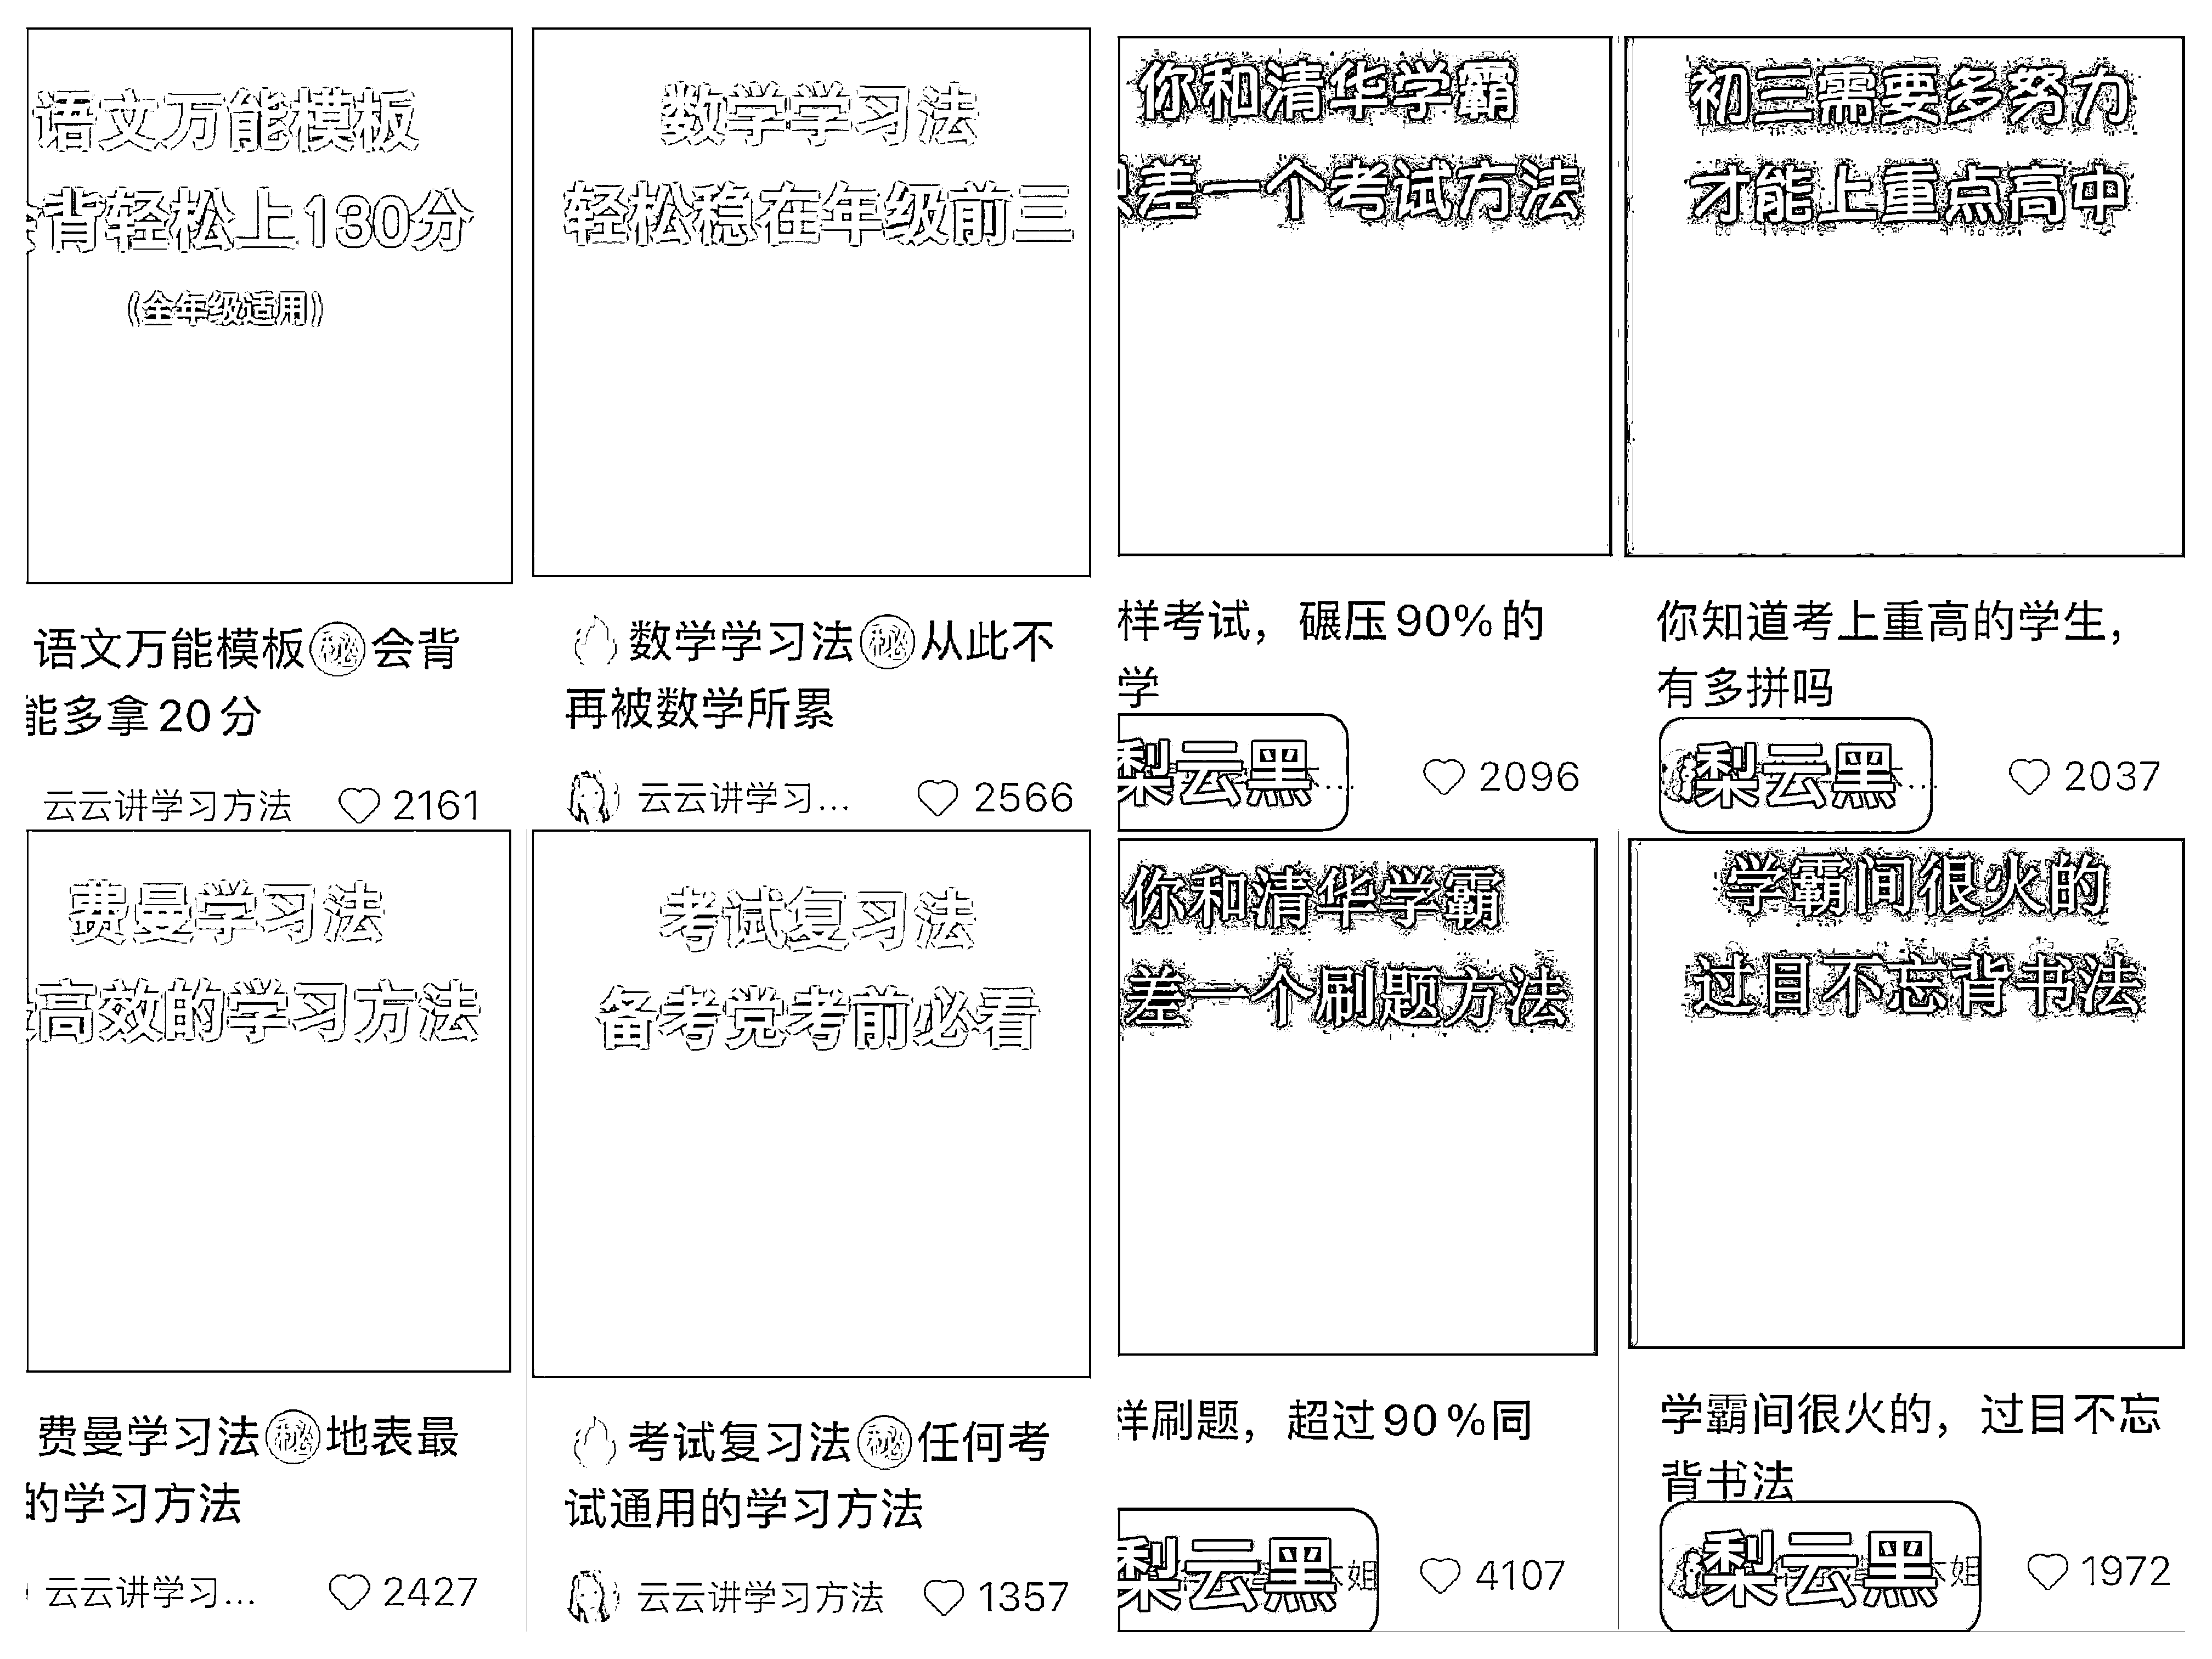 语文万能模板
会背轻松上130分
(全年级适用)
语文万能模板㊙会背
能多拿20分
云云讲学习方法 2161
数学学习法
轻松稳在年级前三
数学学习法㊙从此不
再被数学所累
云云讲学习... 2566
你和清华学霸
只差一个考试方法
样考试，碾压90%的
学
梨云黑 2096
初三需要多努力
才能上重点高中
你知道考上重高的学生，
有多拼吗
梨云黑 2037
费曼学习法
高效的学习方法
费曼学习法㊙地表最
的学习方法
云云讲学习... 2427
考试复习法
备考党考前必看
考试复习法㊙任何考
试通用的学习方法
云云讲学习方法 1357
你和清华学霸
差一个刷题方法
样刷题，超过90%同
梨云黑 姐 4107
学霸间很火的
过目不忘背书法
学霸间很火的，过目不忘
背书法
梨云黑 姐 1972